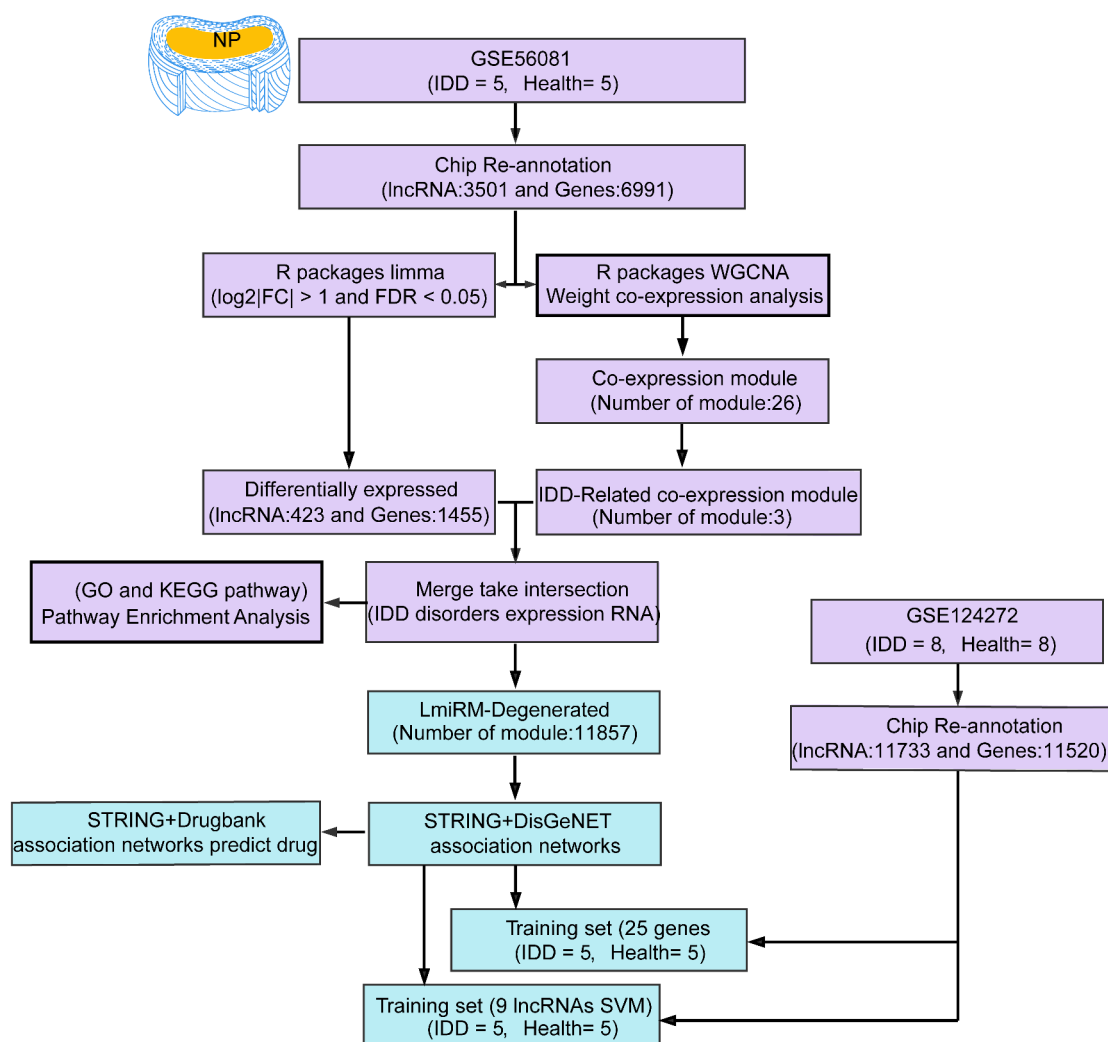 NP
GSE56081
(IDD = 5, Health= 5)
Chip Re-annotation
(lncRNA:3501 and Genes:6991)
R packages limma
(log2|FC| > 1 and FDR < 0.05)
R packages WGCNA
Weight co-expression analysis
Co-expression module
(Number of module:26)
Differentially expressed
(lncRNA:423 and Genes:1455)
IDD-Related co-expression module
(Number of module:3)
(GO and KEGG pathway)
Pathway Enrichment Analysis
Merge take intersection
(IDD disorders expression RNA)
GSE124272
(IDD = 8, Health= 8)
LmiRM-Degenerated
(Number of module:11857)
Chip Re-annotation
(lncRNA:11733 and Genes:11520)
STRING+Drugbank
association networks predict drug
STRING+DisGeNET
association networks
Training set (25 genes
(IDD = 5, Health= 5)
Training set (9 lncRNAs SVM)
(IDD = 5, Health= 5)